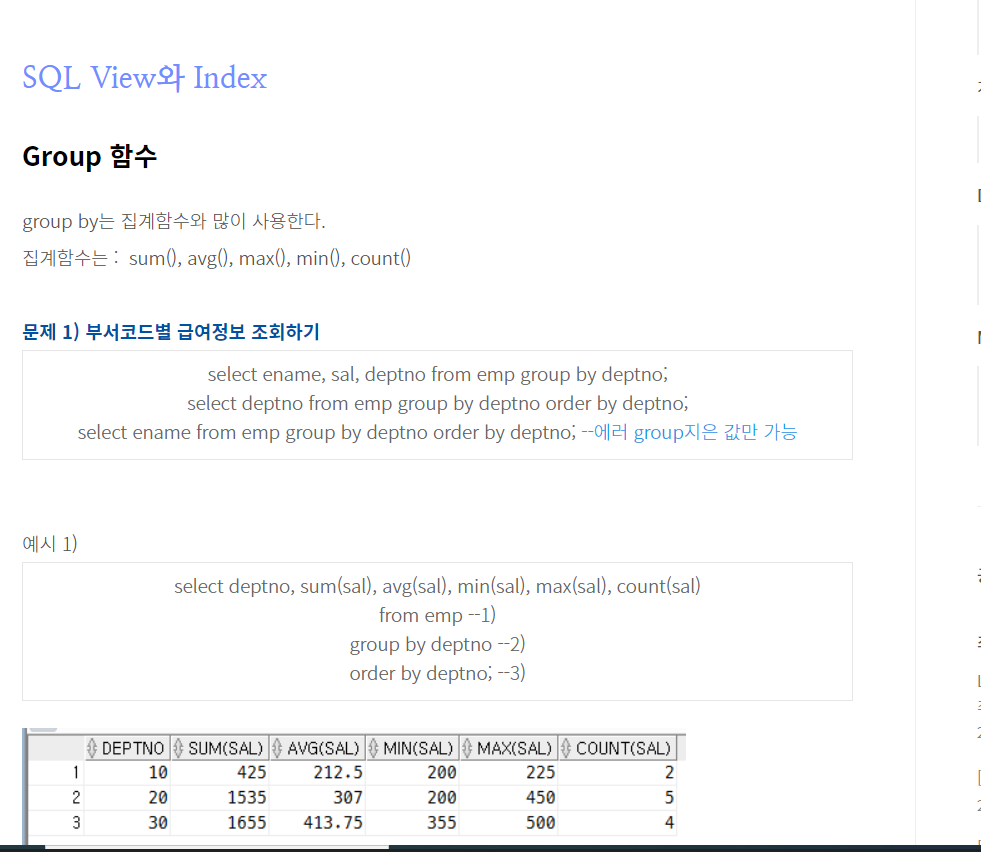 SQL View와 Index
Group 함수
group by는 집계함수와 많이 사용한다.
집계함수는 : sum(), avg(), max(), min(), count()
문제 1) 부서코드별 급여정보 조회하기
select ename, sal, deptno from emp group by deptno;
select deptno from emp group by deptno order by deptno;
select ename from emp group by deptno order by deptno; --에러 group지은 값만 가능
예시 1)
select deptno, sum(sal), avg(sal), min(sal), max(sal), count(sal)
from emp --1)
group by deptno --2)
order by deptno; --3)
DEPTNO SUM(SAL) AVG(SAL) MIN(SAL) MAX(SAL) COUNT(SAL)
1 10 425 212.5 200 225 2
2 20 1535 307 200 450 5
3 30 1655 413.75 355 500 4